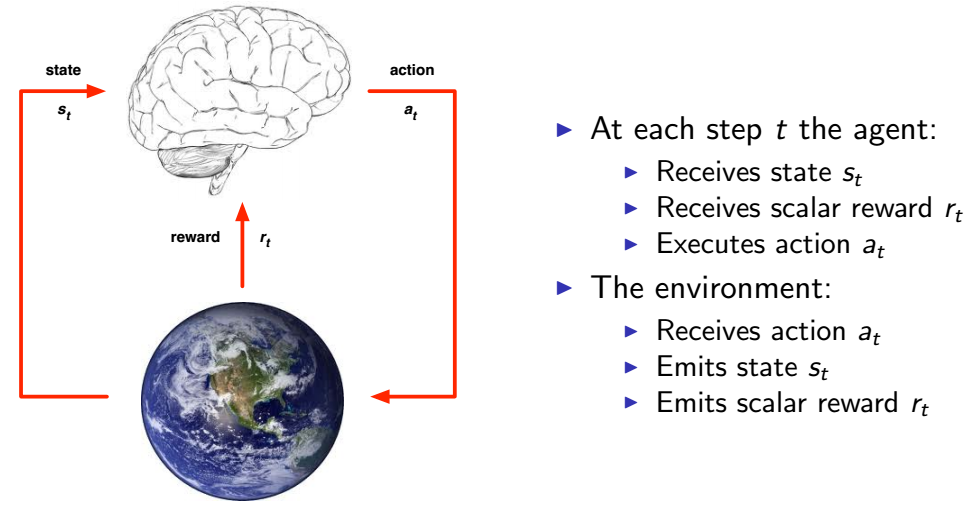 state
s_t
action
a_t
reward r_t
▶ At each step t the agent:
▶ Receives state s_t
▶ Receives scalar reward r_t
▶ Executes action a_t
▶ The environment:
▶ Receives action a_t
▶ Emits state s_t
▶ Emits scalar reward r_t